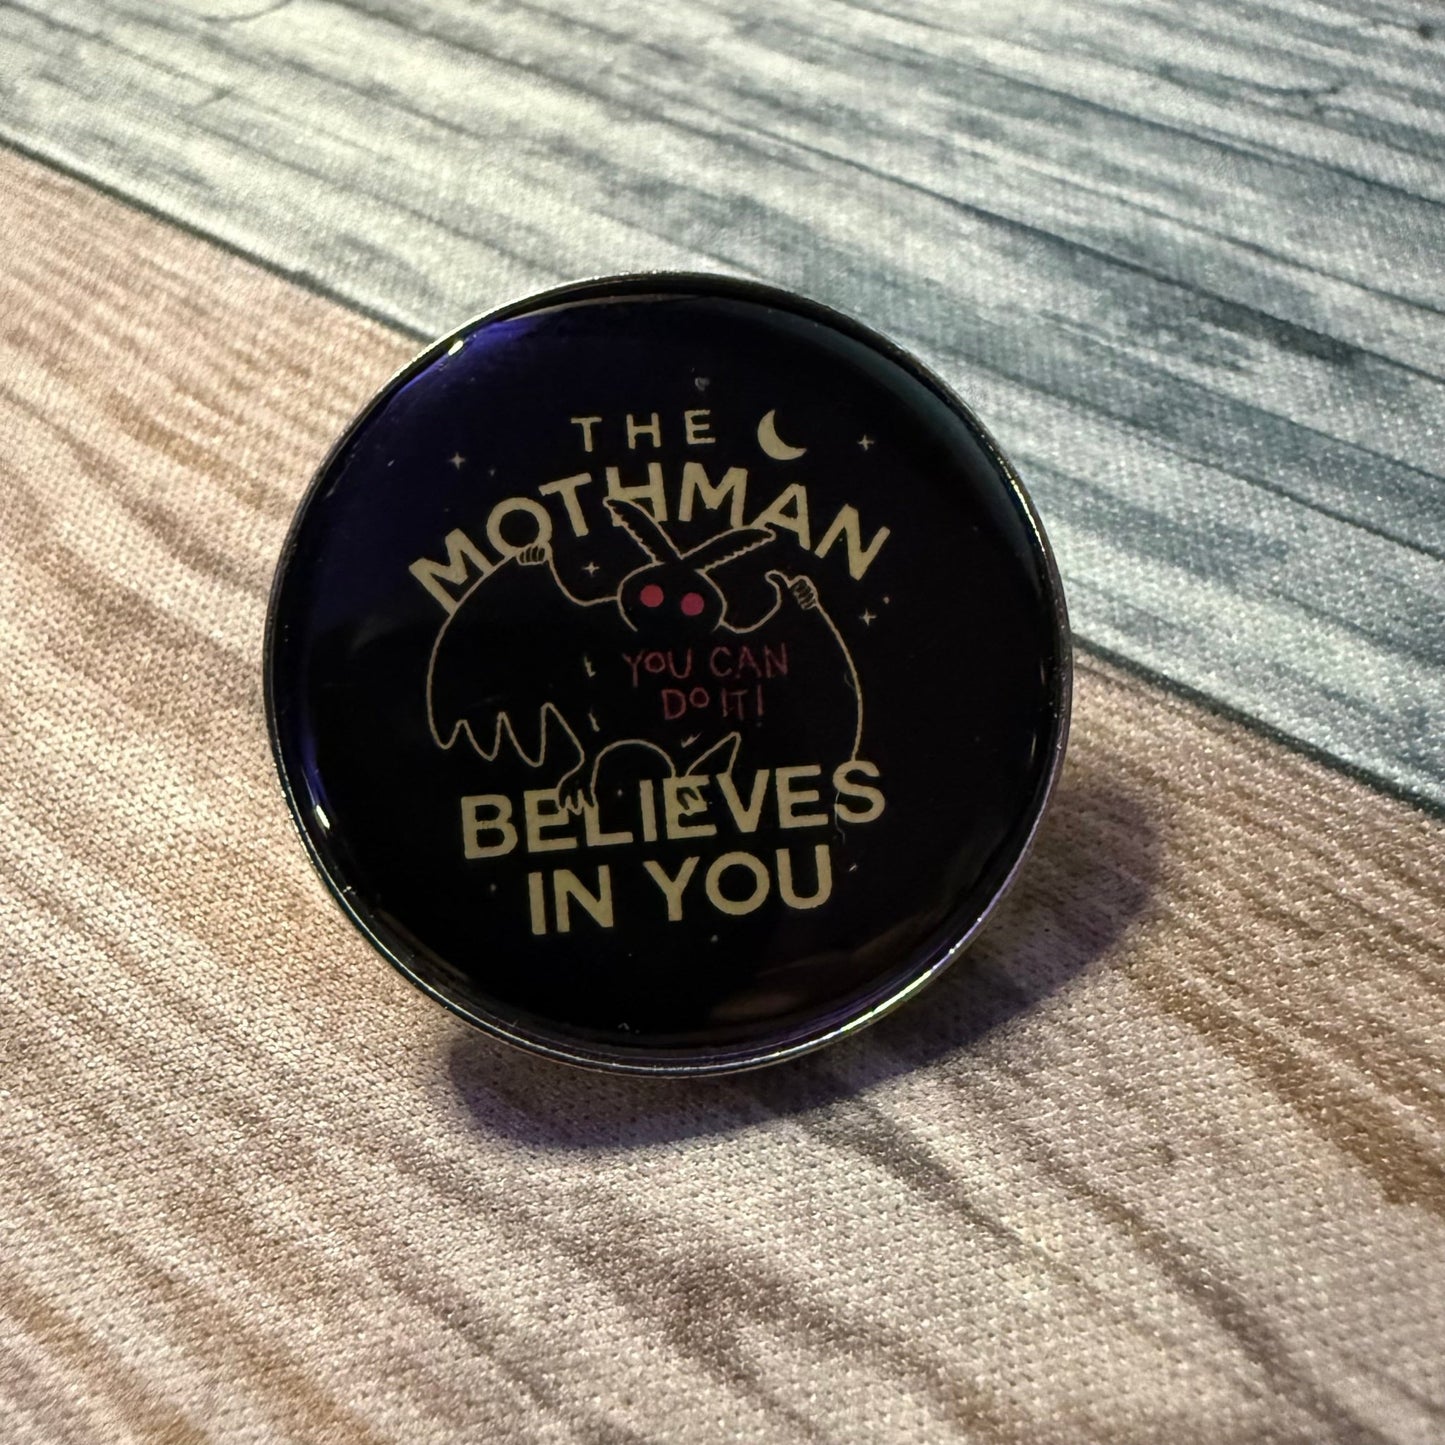 THE
MOTHMAN
YOU CAN
DO IT!
BELIEVES
IN YOU